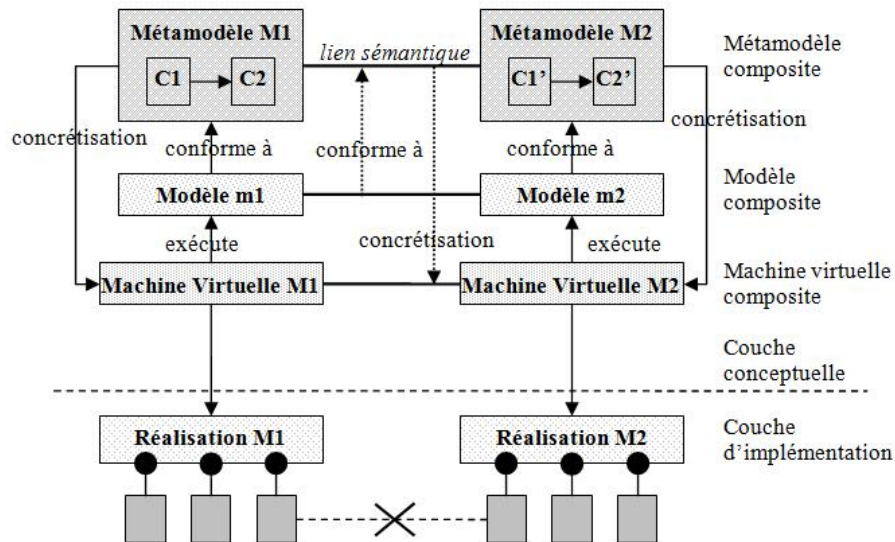 Métamodèle M1
Métamodèle M2
lien sémantique
Métamodèle
composite
C1
C2
C1’
C2’
concrétisation
conforme à
conforme à
conforme à
concrétisation
Modèle m1
Modèle m2
Modèle
composite
exécute
concrétisation
exécute
Machine Virtuelle M1
Machine Virtuelle M2
Machine virtuelle
composite
Couche
conceptuelle
Réalisation M1
Réalisation M2
Couche
d’implémentation